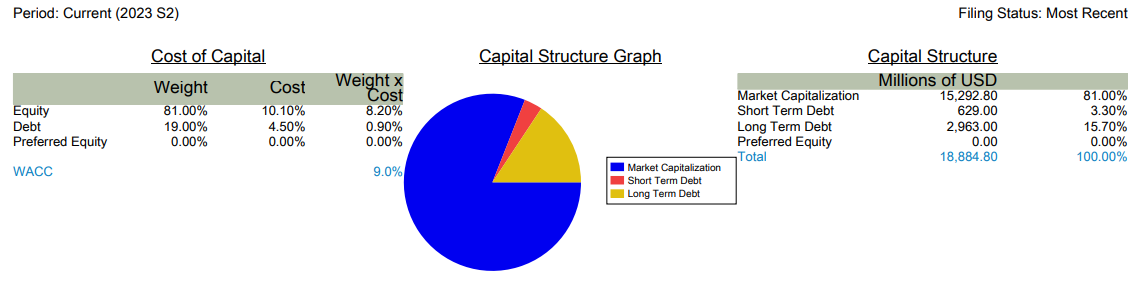 Period: Current (2023 S2)
Filing Status: Most Recent
Cost of Capital
Weight Cost Weight x Cost
Equity 81.00% 10.10% 8.20%
Debt 19.00% 4.50% 0.90%
Preferred Equity 0.00% 0.00% 0.00%
WACC 9.0%
Capital Structure Graph
Market Capitalization
Short Term Debt
Long Term Debt
Capital Structure
Millions of USD
Market Capitalization 15,292.80 81.00%
Short Term Debt 629.00 3.30%
Long Term Debt 2,963.00 15.70%
Preferred Equity 0.00 0.00%
Total 18,884.80 100.00%